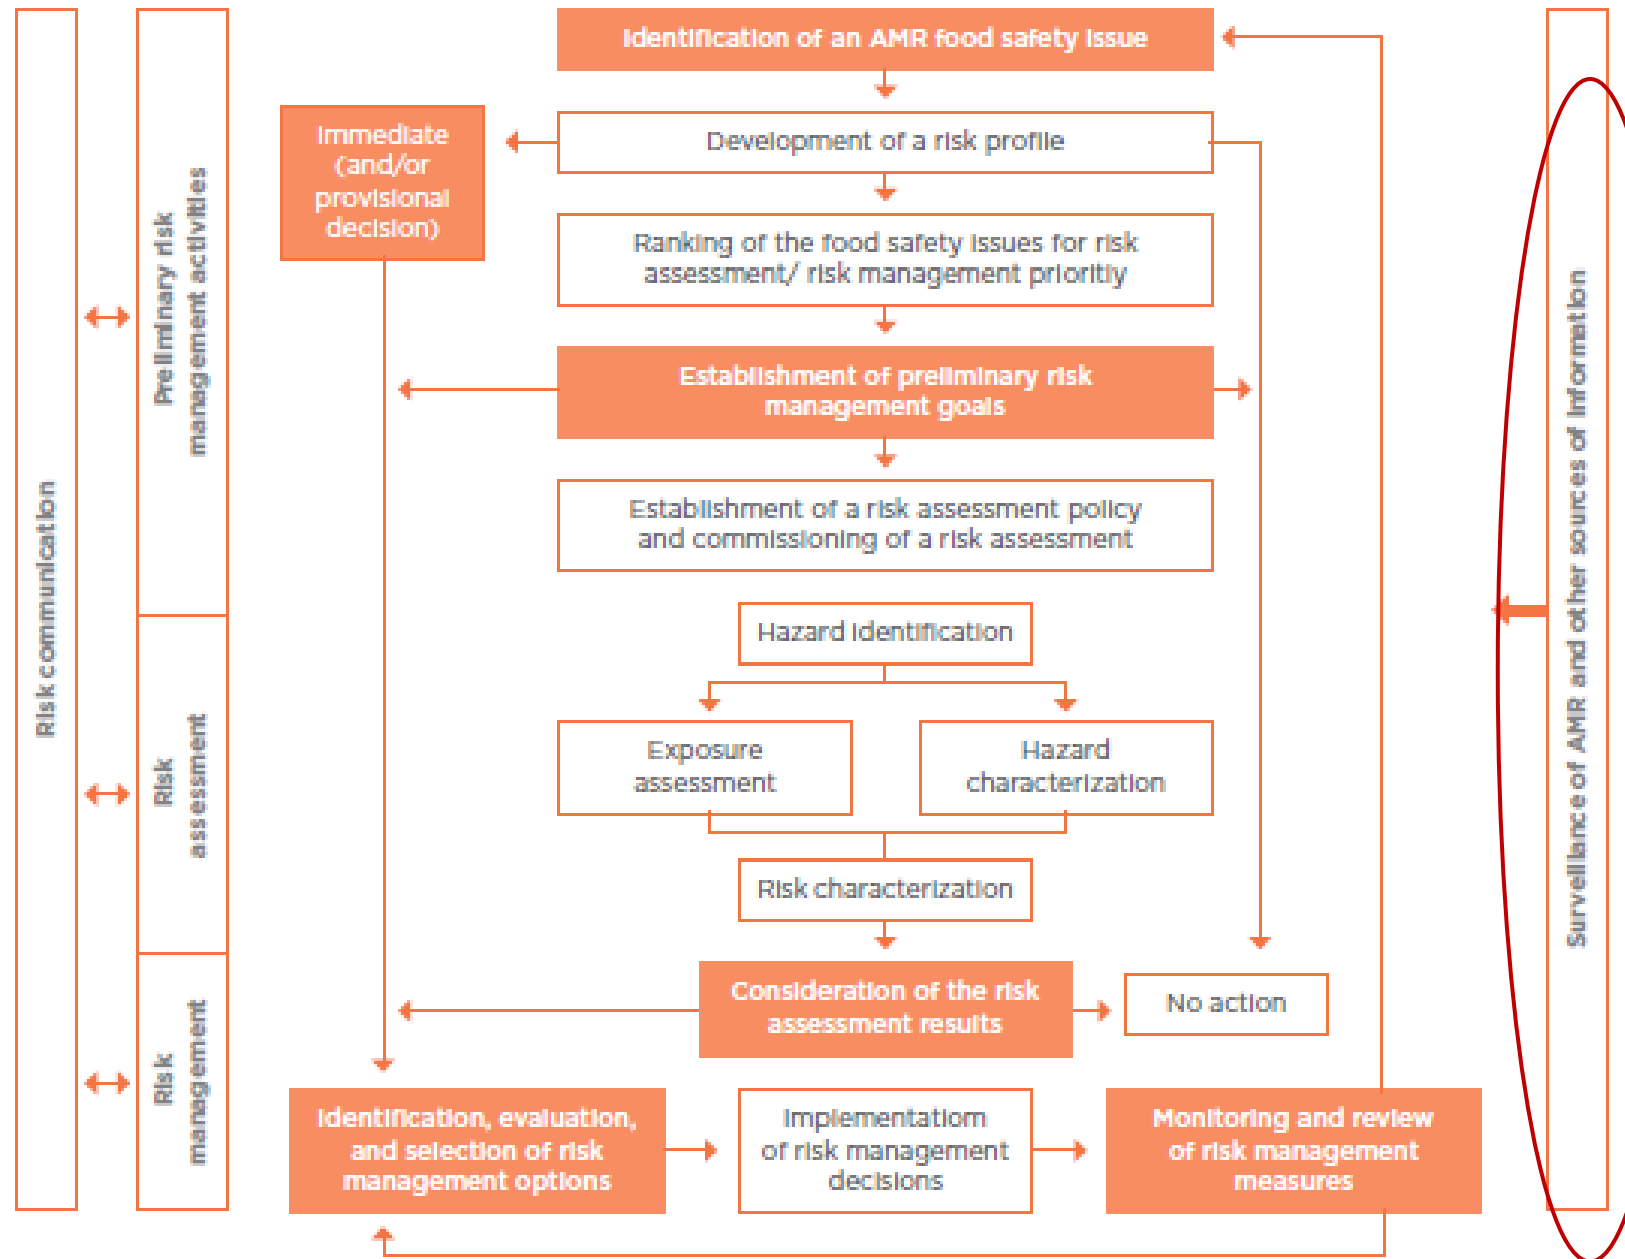 Identification of an AMR food safety issue
Immediate
(and/or
provisional
decision)
Development of a risk profile
Ranking of the food safety issues for risk
assessment/ risk management prioritiy
Establishment of preliminary risk
management goals
Establishment of a risk assessment policy
and commissioning of a risk assessment
Hazard identification
Exposure
assessment
Hazard
characterization
Risk characterization
Consideration of the risk
assessment results
No action
Identification, evaluation,
and selection of risk
management options
Implementatiom
of risk management
decisions
Monitoring and review
of risk management
measures
Risk communication
Preliminary risk
management activities
Risk
assessment
Risk
management
Surveillance of AMR and other sources of information